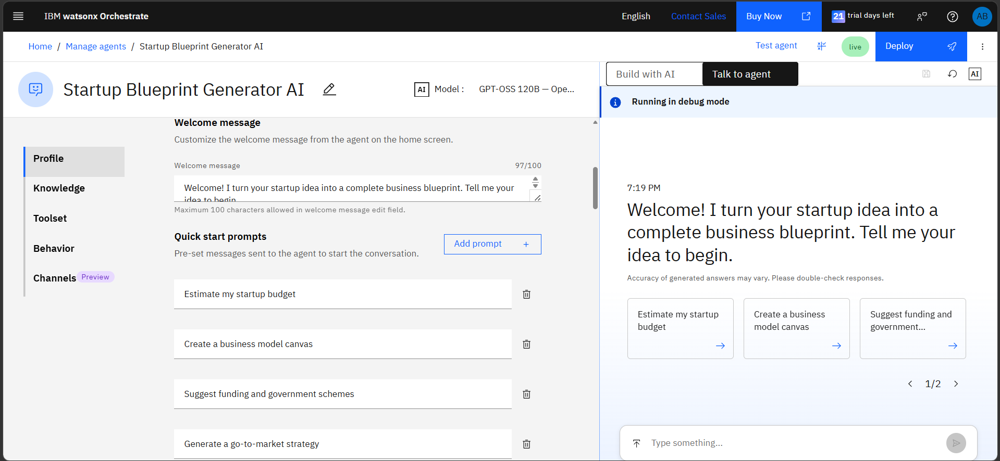 IBM watsonx Orchestrate
English
Contact Sales
Buy Now
21 trial days left
AB
Home / Manage agents / Startup Blueprint Generator AI
Test agent
live
Deploy
Startup Blueprint Generator AI
AI Model : GPT-OSS 120B — Ope...
Profile
Knowledge
Toolset
Behavior
Channels Preview
Welcome message
Customize the welcome message from the agent on the home screen.
Welcome message 97/100
Welcome! I turn your startup idea into a complete business blueprint. Tell me your
idea to begin.
Maximum 100 characters allowed in welcome message edit field.
Quick start prompts
Add prompt +
Pre-set messages sent to the agent to start the conversation.
Estimate my startup budget
Create a business model canvas
Suggest funding and government schemes
Generate a go-to-market strategy
Build with AI
Talk to agent
AI
Running in debug mode
7:19 PM
Welcome! I turn your startup idea into a
complete business blueprint. Tell me your
idea to begin.
Accuracy of generated answers may vary. Please double-check responses.
Estimate my startup
budget
Create a business
model canvas
Suggest funding and
government...
1/2
Type something...